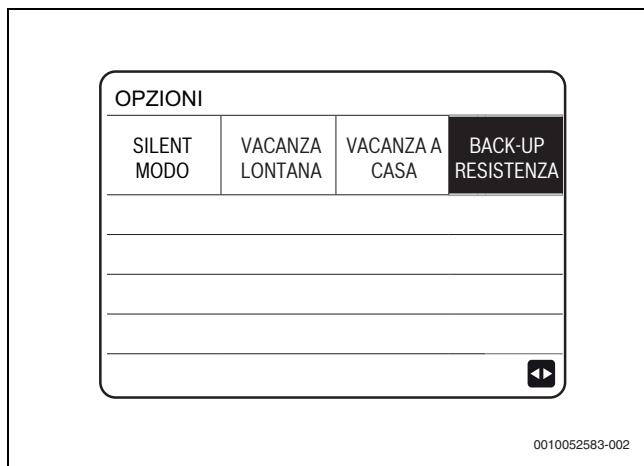 OPZIONI
SILENT MODO
VACANZA LONTANA
VACANZA A CASA
BACK-UP RESISTENZA
0010052583-002